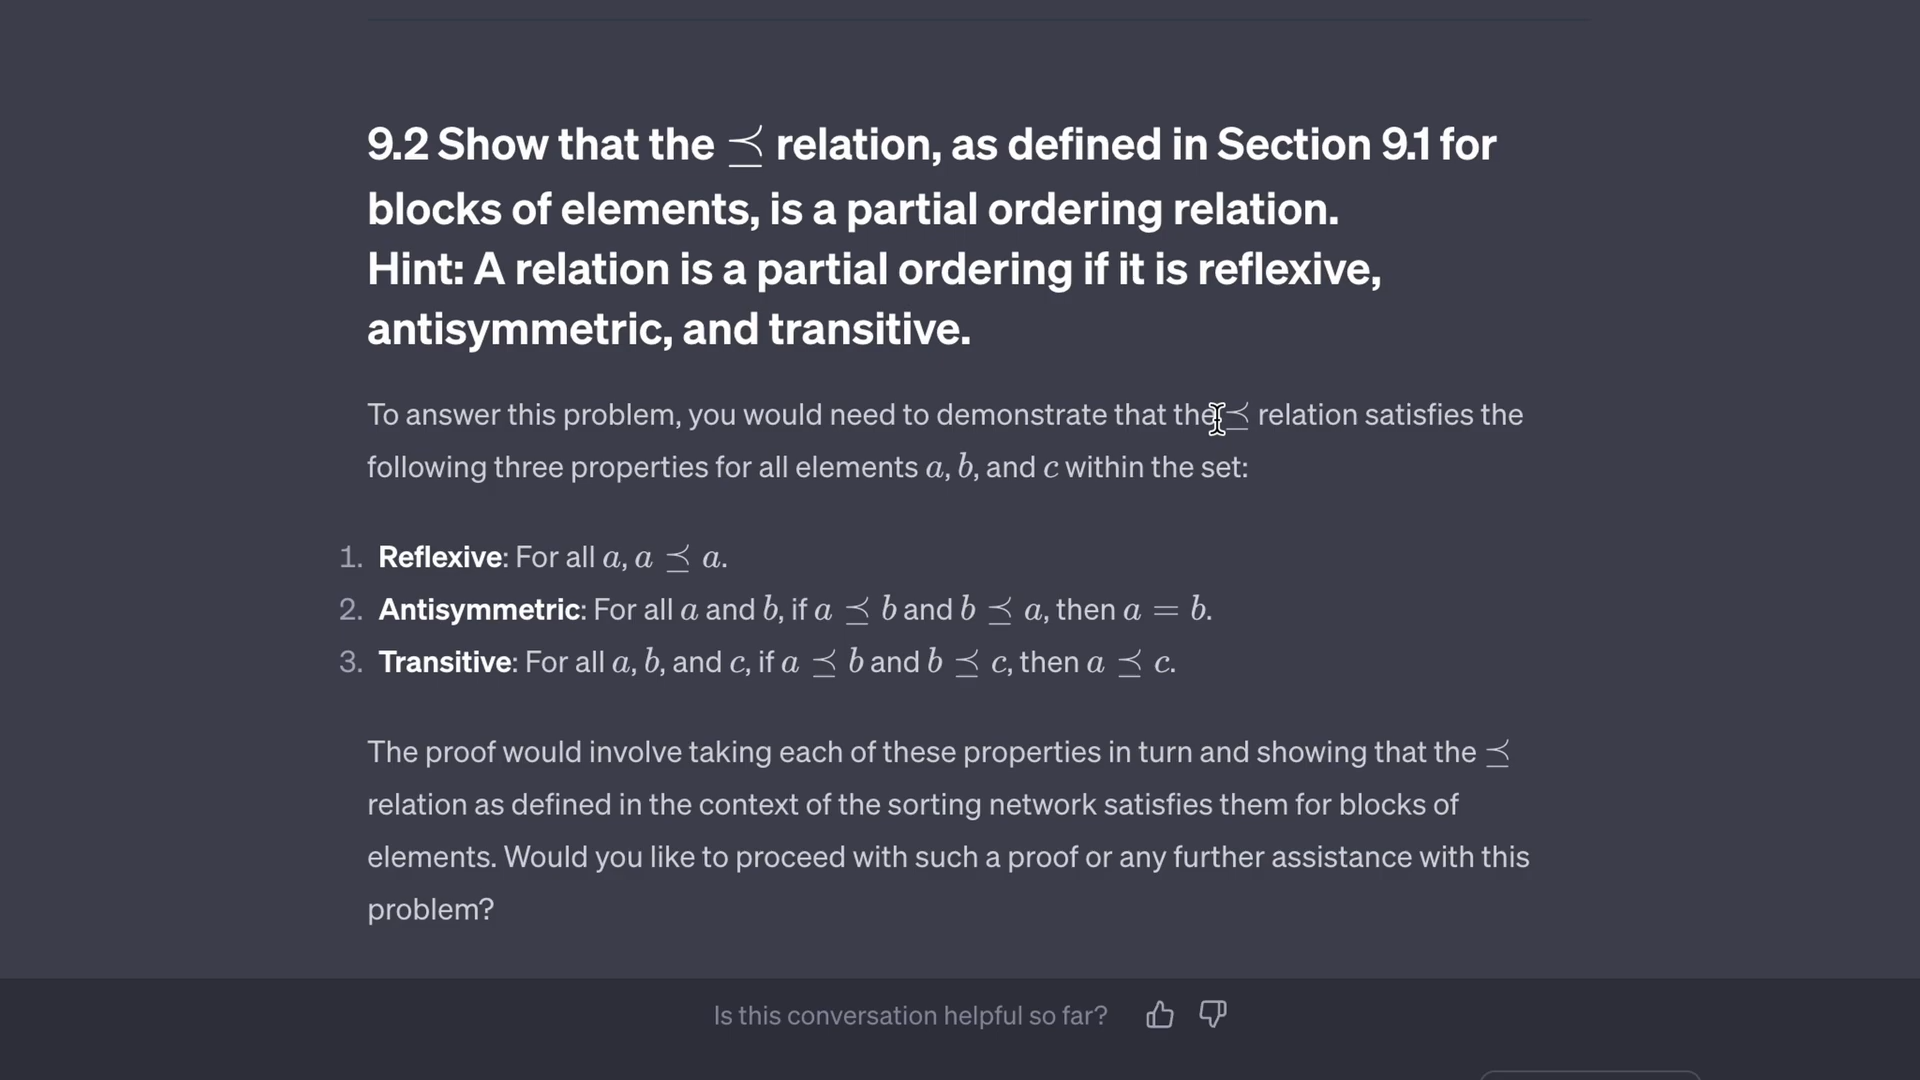 9.2 Show that the ⪯ relation, as defined in Section 9.1 for
blocks of elements, is a partial ordering relation.
Hint: A relation is a partial ordering if it is reflexive,
antisymmetric, and transitive.
To answer this problem, you would need to demonstrate that the ⪯ relation satisfies the
following three properties for all elements a, b, and c within the set:
1. Reflexive: For all a, a ⪯ a.
2. Antisymmetric: For all a and b, if a ⪯ b and b ⪯ a, then a = b.
3. Transitive: For all a, b, and c, if a ⪯ b and b ⪯ c, then a ⪯ c.
The proof would involve taking each of these properties in turn and showing that the ⪯
relation as defined in the context of the sorting network satisfies them for blocks of
elements. Would you like to proceed with such a proof or any further assistance with this
problem?
Is this conversation helpful so far?